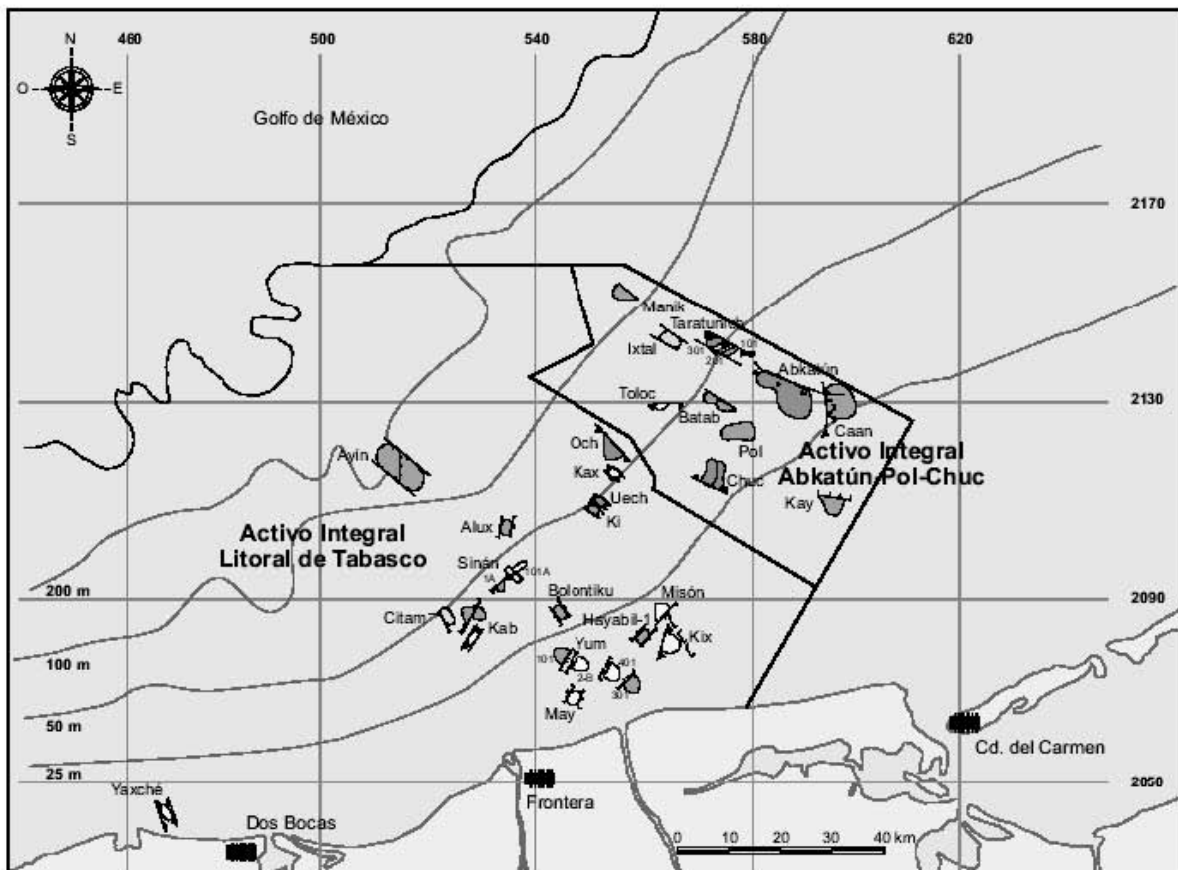 460 500 540 580 620
N
O E
S
Golfo de México
2170
Manik
Taratunich
Ixtal
301
201
101
Abkatún
Toloc
Batab
2130
Caan
Och
Pol
Activo Integral
Abkatún-Pol-Chuc
Ayin
Kax
Chuc
Uech
Kay
Ki
Alux
Activo Integral
Litoral de Tabasco
Sinán
1A
101A
200 m
Bolontiku
Misón
2090
Citam
Hayabil-1
Kab
Kix
Yum
101
2-B
401
301
100 m
May
50 m
Cd. del Carmen
25 m
2050
Yaxché
Frontera
Dos Bocas
0 10 20 30 40 km